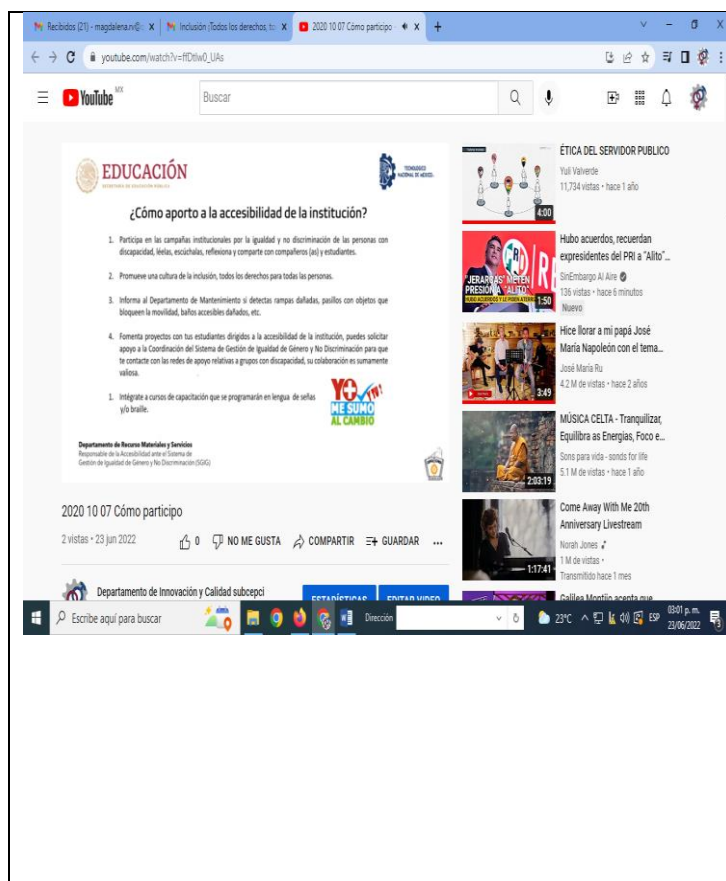 Recibidos (21) - magdalena.rv@c
Inclusión ¡Todos los derechos, to
2020 10 07 Cómo participo
youtube.com/watch?v=ffDtlw0_UAs
YouTube MX
Buscar
EDUCACIÓN
SECRETARÍA DE EDUCACIÓN PÚBLICA
TECNOLÓGICO
NACIONAL DE MÉXICO
¿Cómo aporto a la accesibilidad de la institución?
1. Participa en las campañas institucionales por la igualdad y no discriminación de las personas con
discapacidad, léelas, escúchalas, reflexiona y comparte con compañeros (as) y estudiantes.
2. Promueve una cultura de la inclusión, todos los derechos para todas las personas.
3. Informa al Departamento de Mantenimiento si detectas rampas dañadas, pasillos con objetos que
bloqueen la movilidad, baños accesibles dañados, etc.
4. Fomenta proyectos con tus estudiantes dirigidos a la accesibilidad de la institución, puedes solicitar
apoyo a la Coordinación del Sistema de Gestión de Igualdad de Género y No Discriminación para que
te contacte con las redes de apoyo relativas a grupos con discapacidad, su colaboración es sumamente
valiosa.
1. Intégrate a cursos de capacitación que se programarán en lengua de señas
y/o braille.
YO
ME SUMO
AL CAMBIO
Departamento de Recurso Materiales y Servicios
Responsable de la Accesibilidad ante el Sistema de
Gestión de Igualdad de Género y No Discriminación (SGIG)
2020 10 07 Cómo participo
2 vistas • 23 jun 2022
0
NO ME GUSTA
COMPARTIR
GUARDAR
Departamento de Innovación y Calidad subcepci
ESTADÍSTICAS
EDITAR VIDEO
ÉTICA DEL SERVIDOR PUBLICO
Yuli Valverde
11,734 vistas • hace 1 año
4:00
Hubo acuerdos, recuerdan
expresidentes del PRI a "Alito"...
SinEmbargo Al Aire
136 vistas • hace 6 minutos
Nuevo
"JERARCAS" METEN
PRESIÓN A "ALITO"
1:50
Hice llorar a mi papá José
María Napoleón con el tema...
José María Ru
4.2 M de vistas • hace 2 años
3:49
MÚSICA CELTA - Tranquilizar,
Equilibra as Energias, Foco e...
Sons para vida - sonds for life
5.1 M de vistas • hace 1 año
2:03:19
Come Away With Me 20th
Anniversary Livestream
Norah Jones
1 M de vistas •
Transmitido hace 1 mes
1:17:41
Galilea Montijo acepta que
Escribe aquí para buscar
Dirección
23°C
ESP
03:01 p. m.
23/06/2022
3